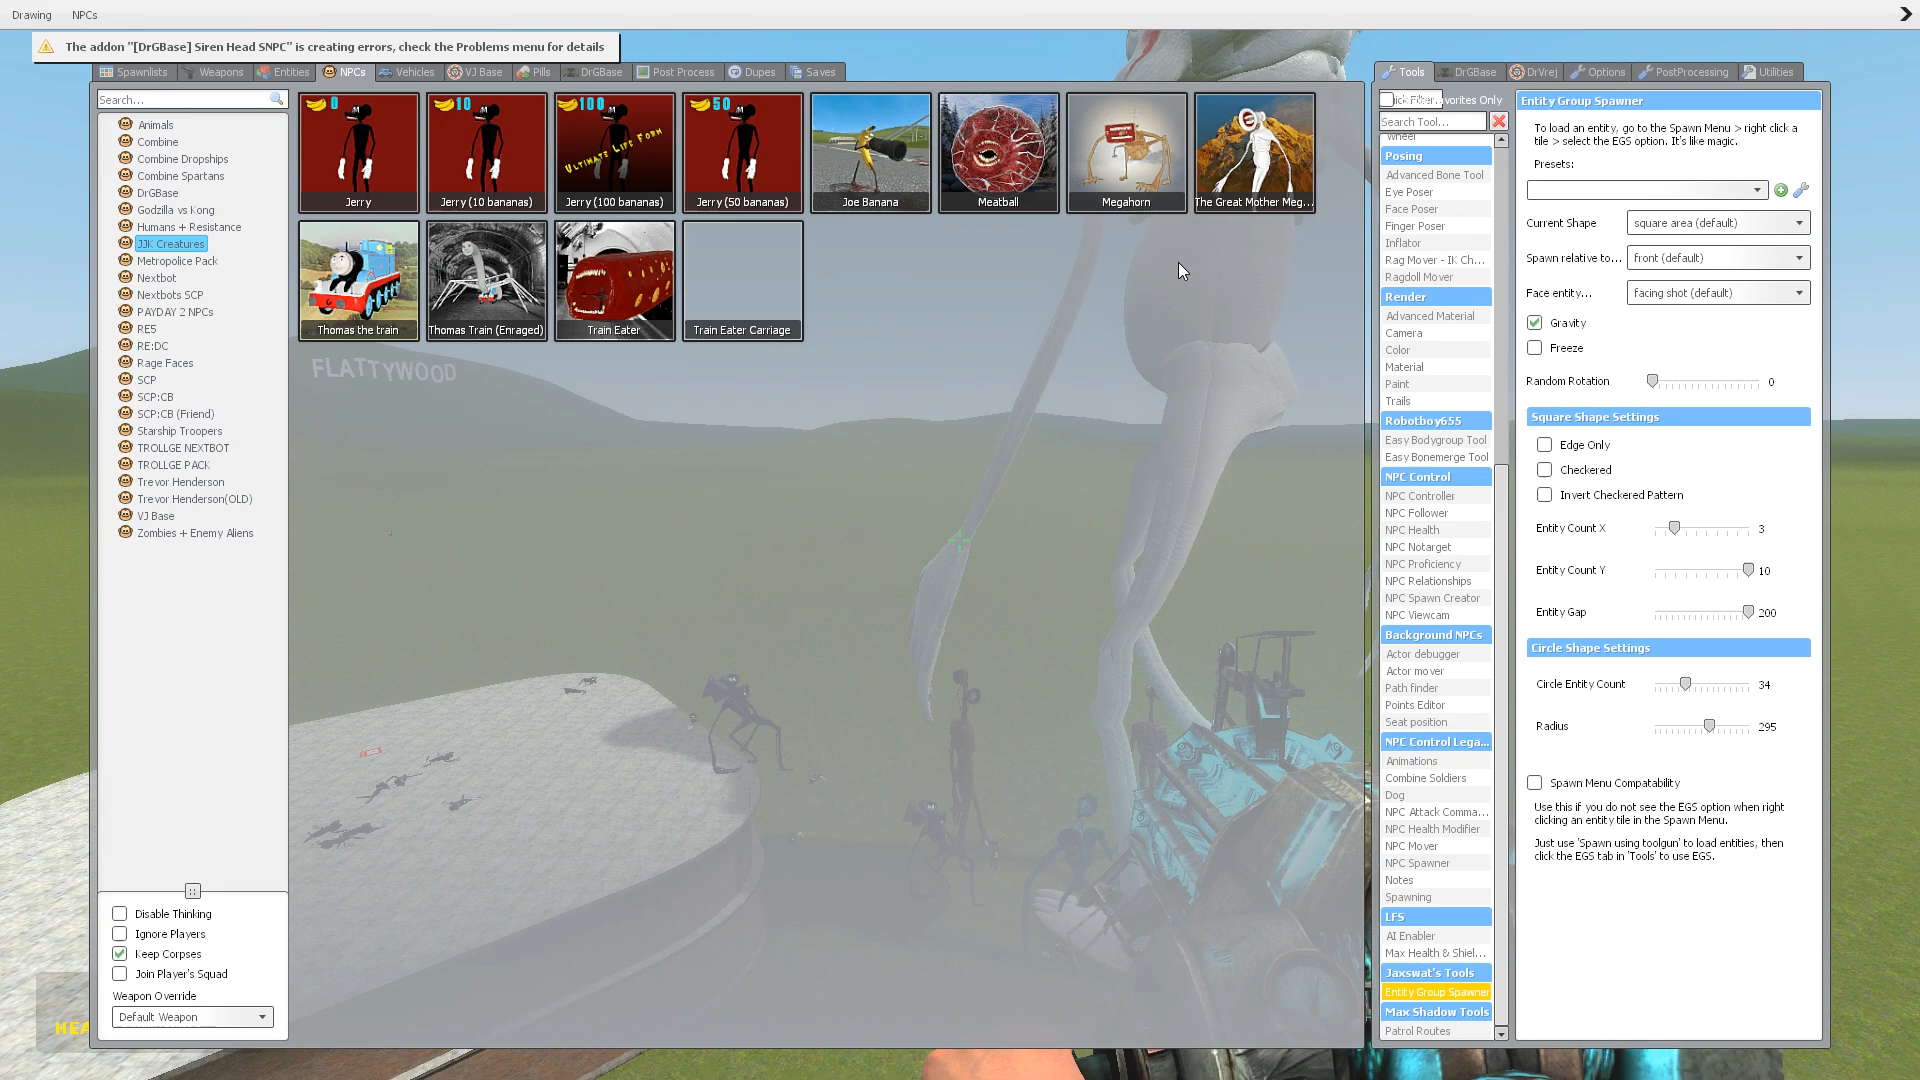 Drawing NPCs
The addon "[DrGBase] Siren Head SNPC" is creating errors, check the Problems menu for details
Spawnlists Weapons Entities NPCs Vehicles VJ Base Pills DrGBase Post Process Dupes Saves
Search...
Animals
Combine
Combine Dropships
Combine Spartans
DrGBase
Godzilla vs Kong
Humans + Resistance
JJK Creatures
Metropolice Pack
Nextbot
Nextbots SCP
PAYDAY 2 NPCs
RE5
RE:DC
Rage Faces
SCP
SCP:CB
SCP:CB (Friend)
Starship Troopers
TROLLGE NEXTBOT
TROLLGE PACK
Trevor Henderson
Trevor Henderson(OLD)
VJ Base
Zombies + Enemy Aliens
Disable Thinking
Ignore Players
Keep Corpses
Join Player's Squad
Weapon Override
Default Weapon
0
Jerry
10
Jerry (10 bananas)
100
ULTIMATE LIFE FORM
Jerry (100 bananas)
50
Jerry (50 bananas)
Joe Banana
Meatball
Megahorn
The Great Mother Meg...
Thomas the train
Thomas Train (Enraged)
Train Eater
Train Eater Carriage
FLATTYWOOD
Tools DrGBase DrVrej Options PostProcessing Utilities
Search Tool...
Wheel
Posing
Advanced Bone Tool
Eye Poser
Face Poser
Finger Poser
Inflator
Rag Mover - IK Ch...
Ragdoll Mover
Render
Advanced Material
Camera
Color
Material
Paint
Trails
Robotboy655
Easy Bodygroup Tool
Easy Bonemerge Tool
NPC Control
NPC Controller
NPC Follower
NPC Health
NPC Notarget
NPC Proficiency
NPC Relationships
NPC Spawn Creator
NPC Viewcam
Background NPCs
Actor debugger
Actor mover
Path finder
Points Editor
Seat position
NPC Control Lega...
Animations
Combine Soldiers
Dog
NPC Attack Comma...
NPC Health Modifier
NPC Mover
NPC Spawner
Notes
Spawning
LFS
AI Enabler
Max Health & Shiel...
Jaxswat's Tools
Entity Group Spawner
Max Shadow Tools
Patrol Routes
Entity Group Spawner
To load an entity, go to the Spawn Menu > right click a
tile > select the EGS option. It's like magic.
Presets:
Current Shape square area (default)
Spawn relative to... front (default)
Face entity... facing shot (default)
Gravity
Freeze
Random Rotation 0
Square Shape Settings
Edge Only
Checkered
Invert Checkered Pattern
Entity Count X 3
Entity Count Y 10
Entity Gap 200
Circle Shape Settings
Circle Entity Count 34
Radius 295
Spawn Menu Compatability
Use this if you do not see the EGS option when right
clicking an entity tile in the Spawn Menu.
Just use 'Spawn using toolgun' to load entities, then
click the EGS tab in 'Tools' to use EGS.